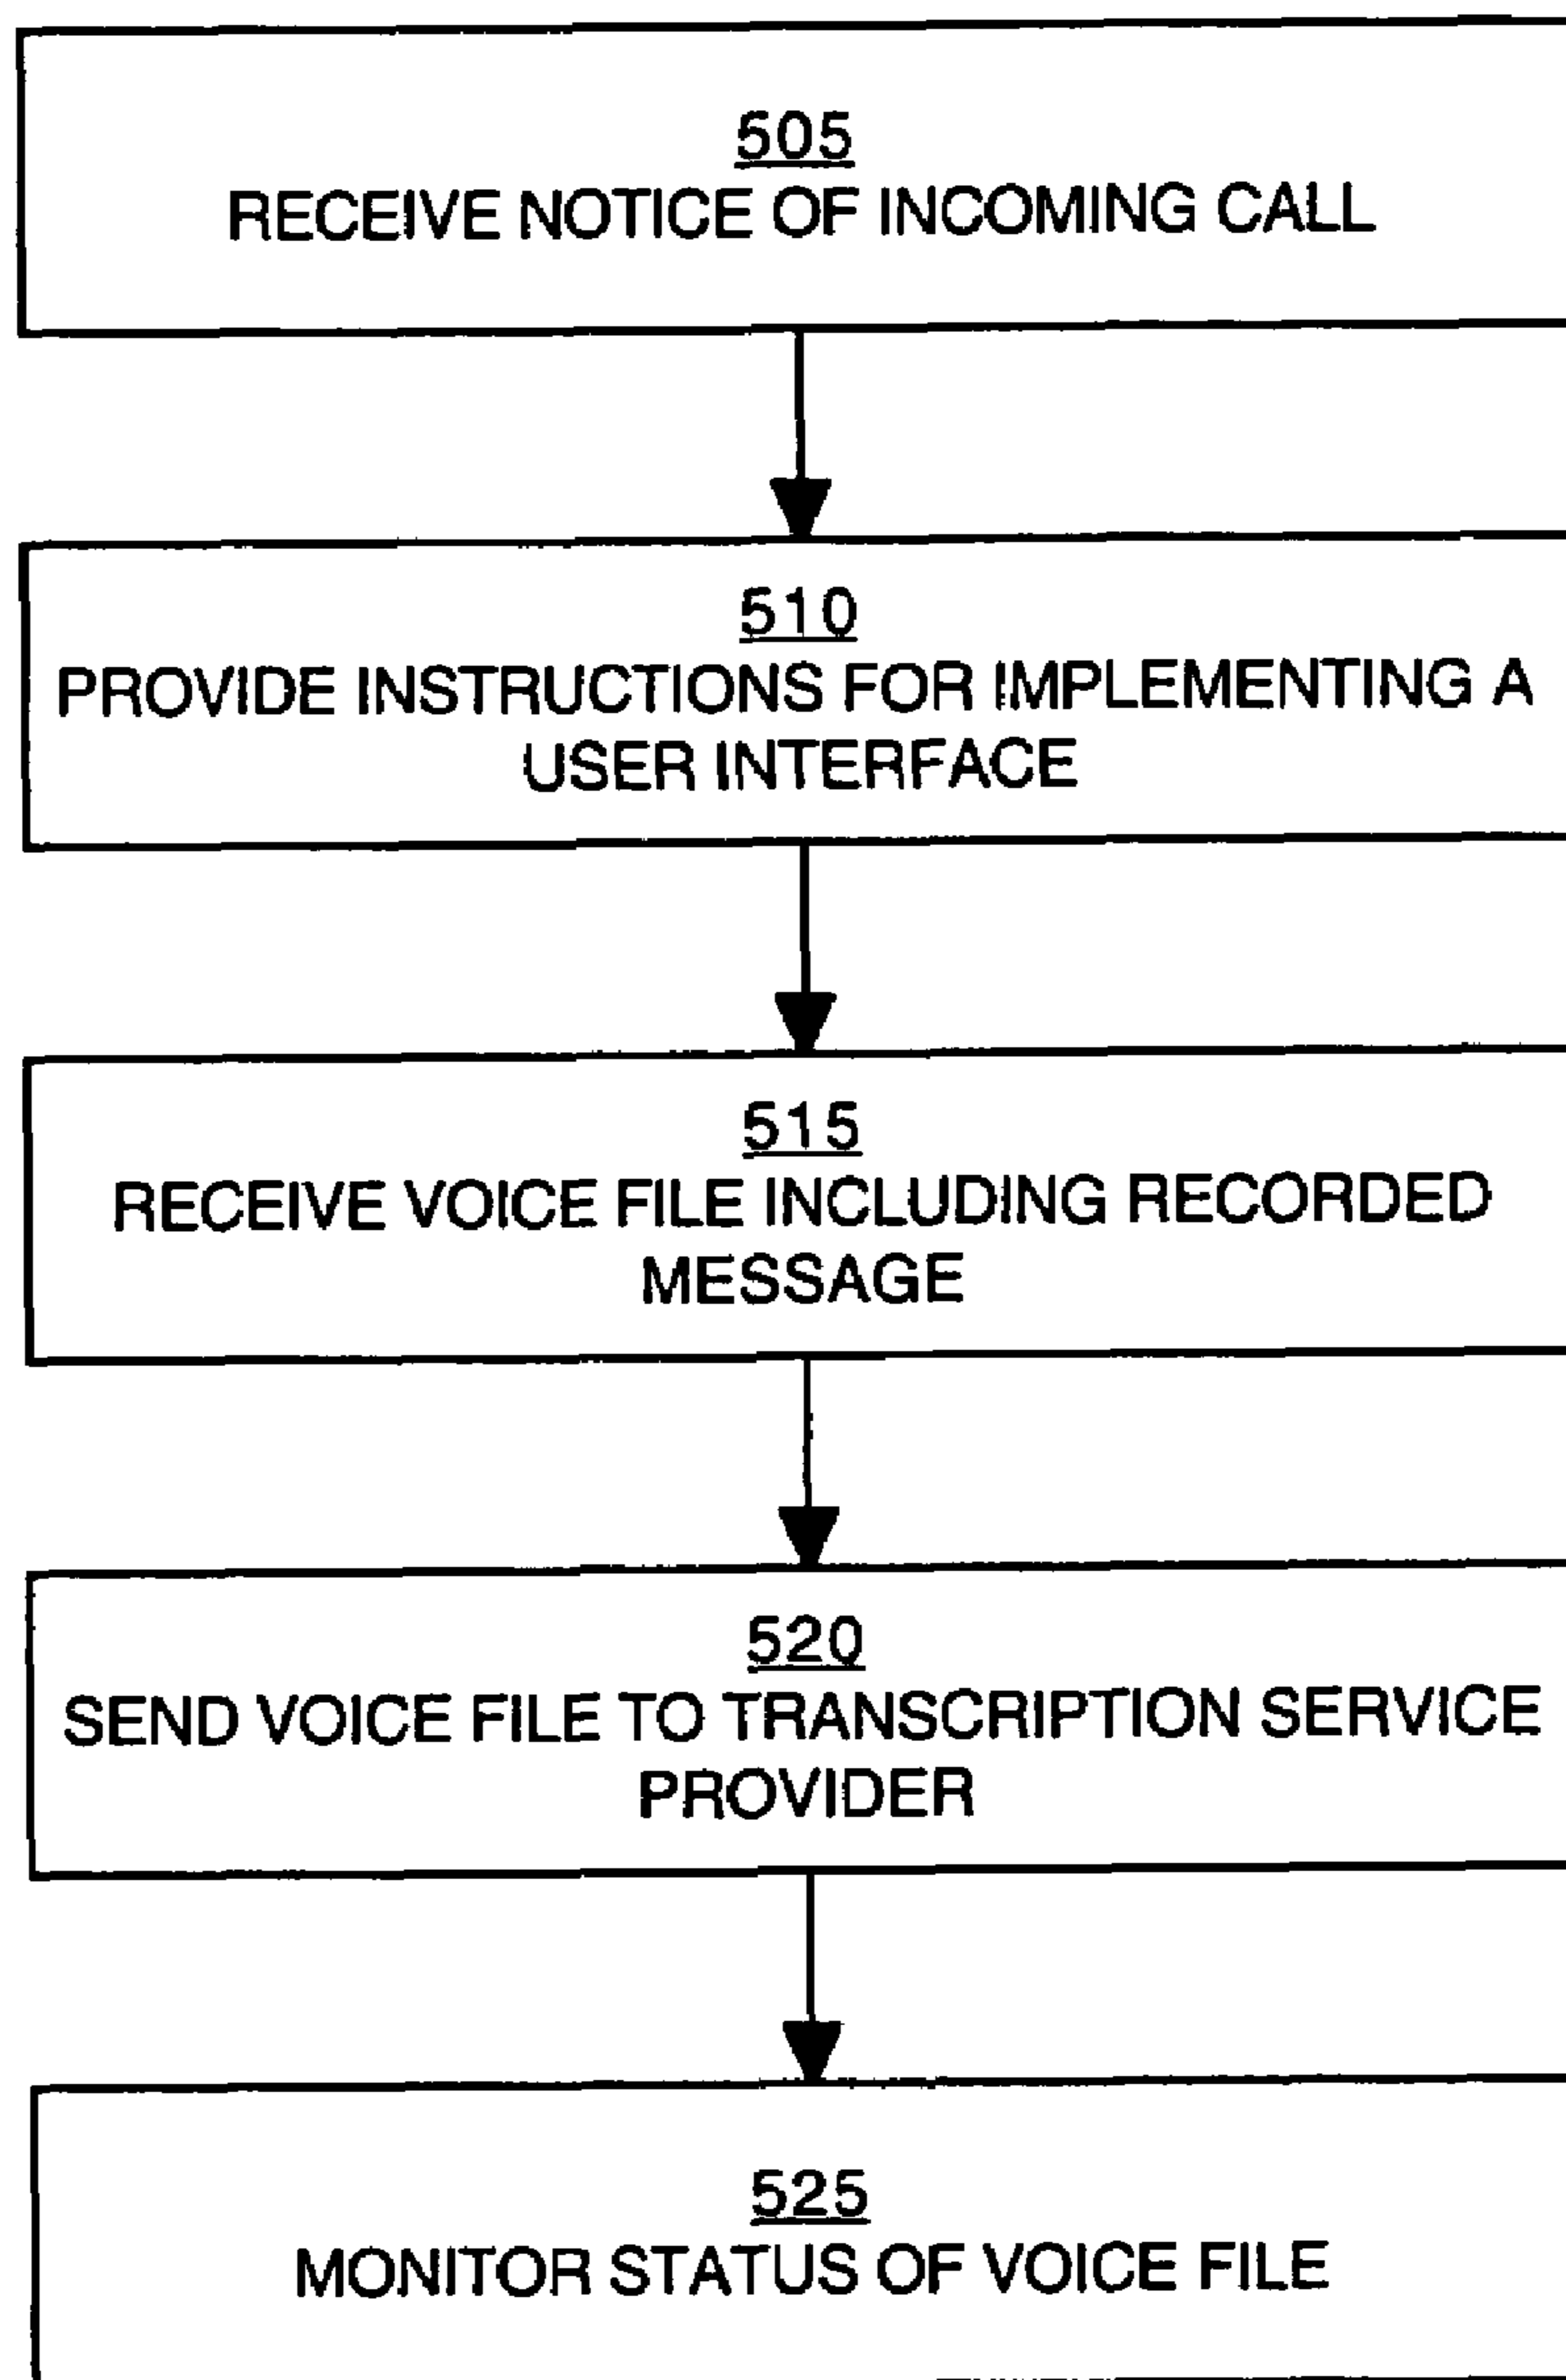 505
RECEIVE NOTICE OF INCOMING CALL
510
PROVIDE INSTRUCTIONS FOR IMPLEMENTING A
USER INTERFACE
515
RECEIVE VOICE FILE INCLUDING RECORDED
MESSAGE
520
SEND VOICE FILE TO TRANSCRIPTION SERVICE
PROVIDER
525
MONITOR STATUS OF VOICE FILE